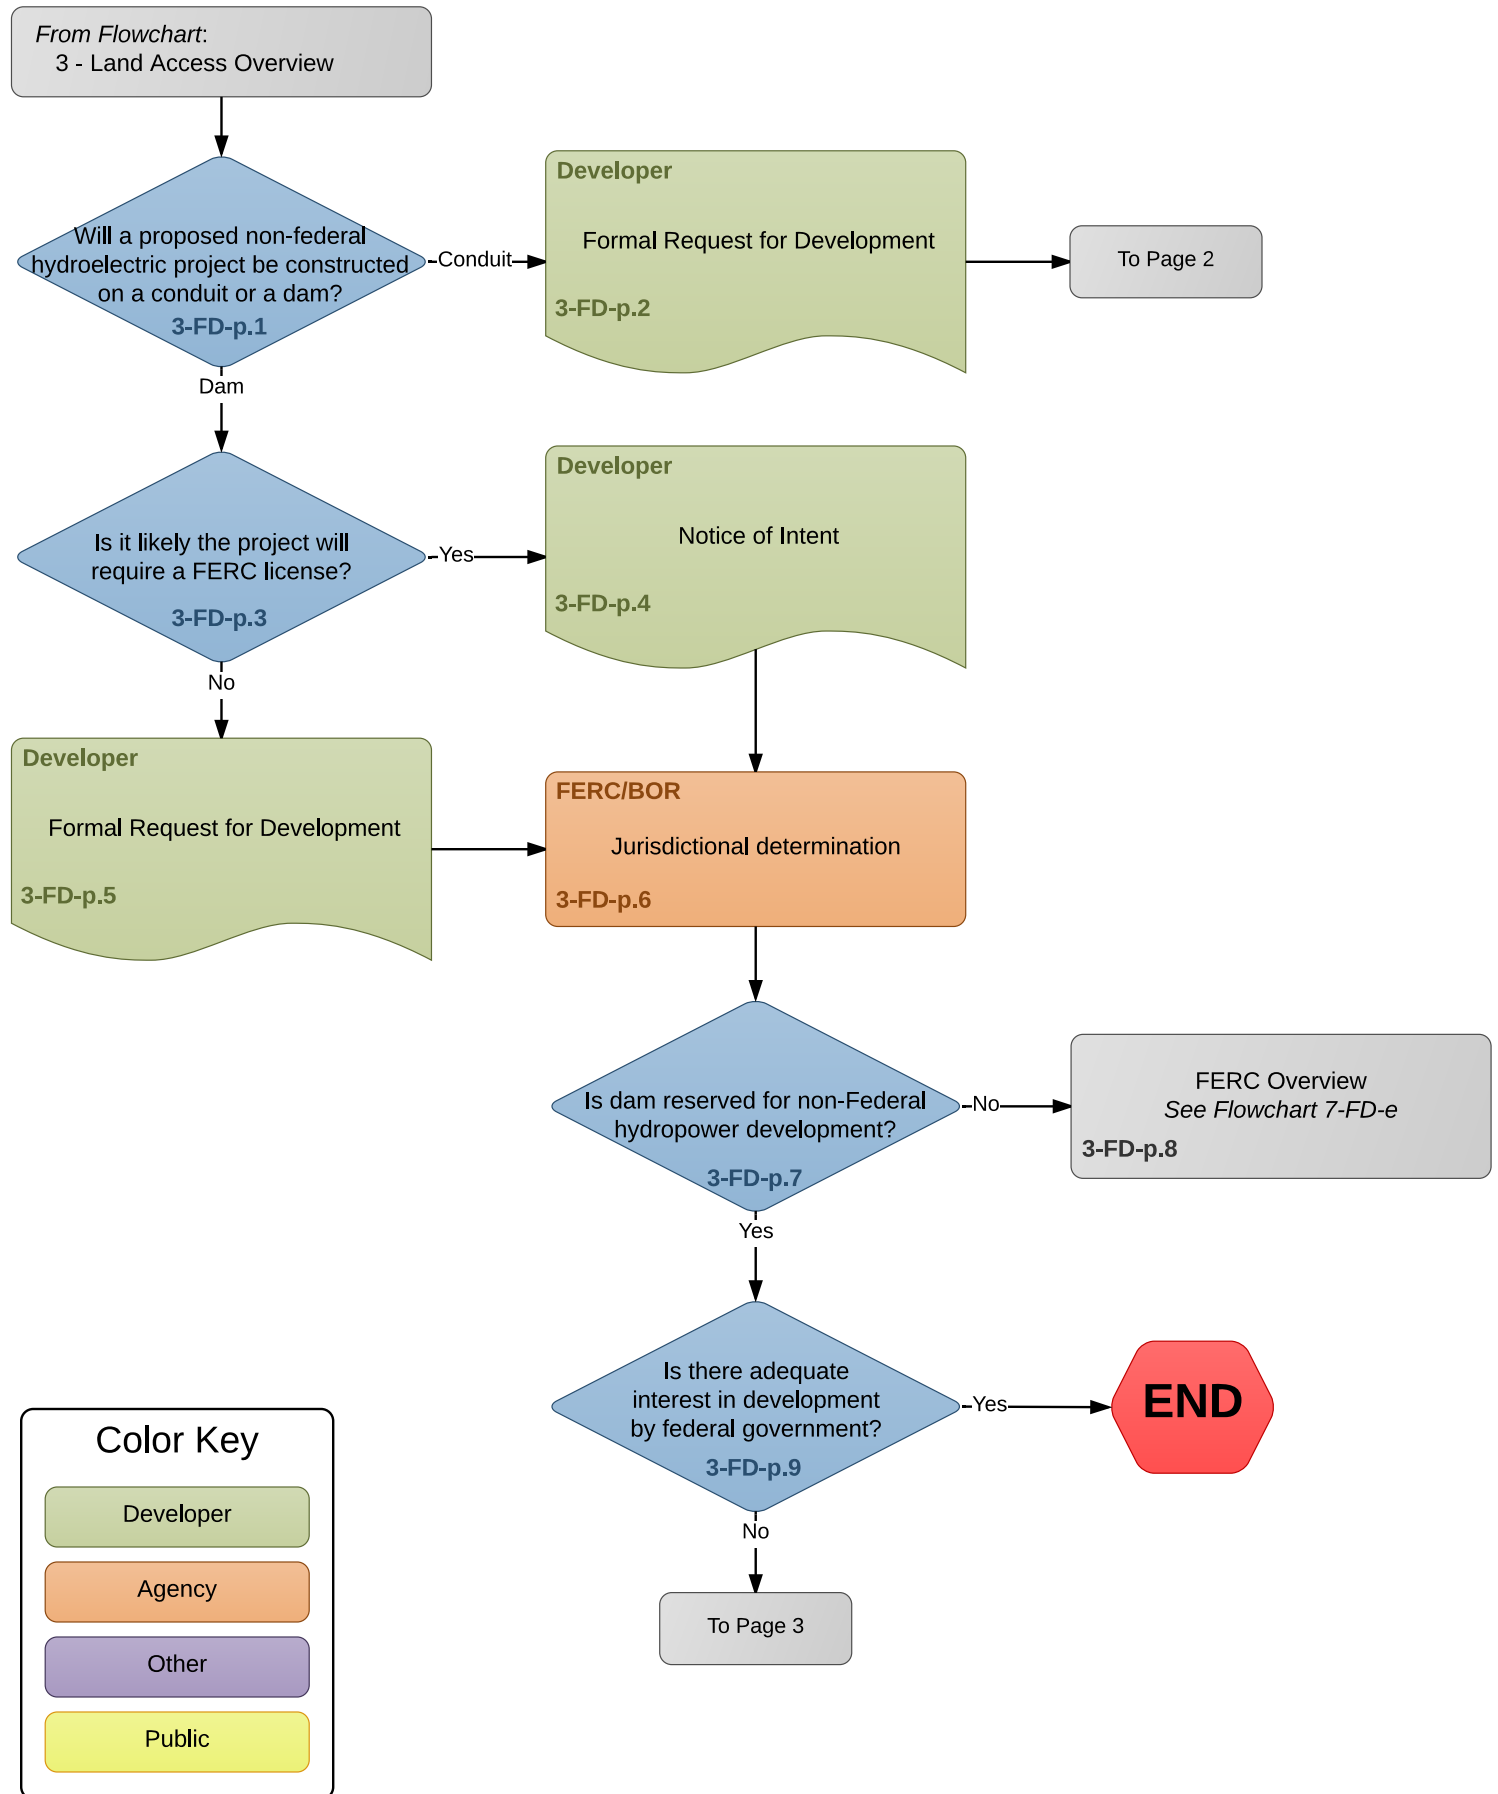 From Flowchart:
3 - Land Access Overview
Will a proposed non-federal
hydroelectric project be constructed
on a conduit or a dam?
3-FD-p.1
Conduit
Developer
Formal Request for Development
3-FD-p.2
To Page 2
Dam
Is it likely the project will
require a FERC license?
3-FD-p.3
Yes
Developer
Notice of Intent
3-FD-p.4
No
Developer
Formal Request for Development
3-FD-p.5
FERC/BOR
Jurisdictional determination
3-FD-p.6
Is dam reserved for non-Federal
hydropower development?
3-FD-p.7
No
FERC Overview
See Flowchart 7-FD-e
3-FD-p.8
Yes
Is there adequate
interest in development
by federal government?
3-FD-p.9
Yes
END
No
To Page 3
Color Key
Developer
Agency
Other
Public